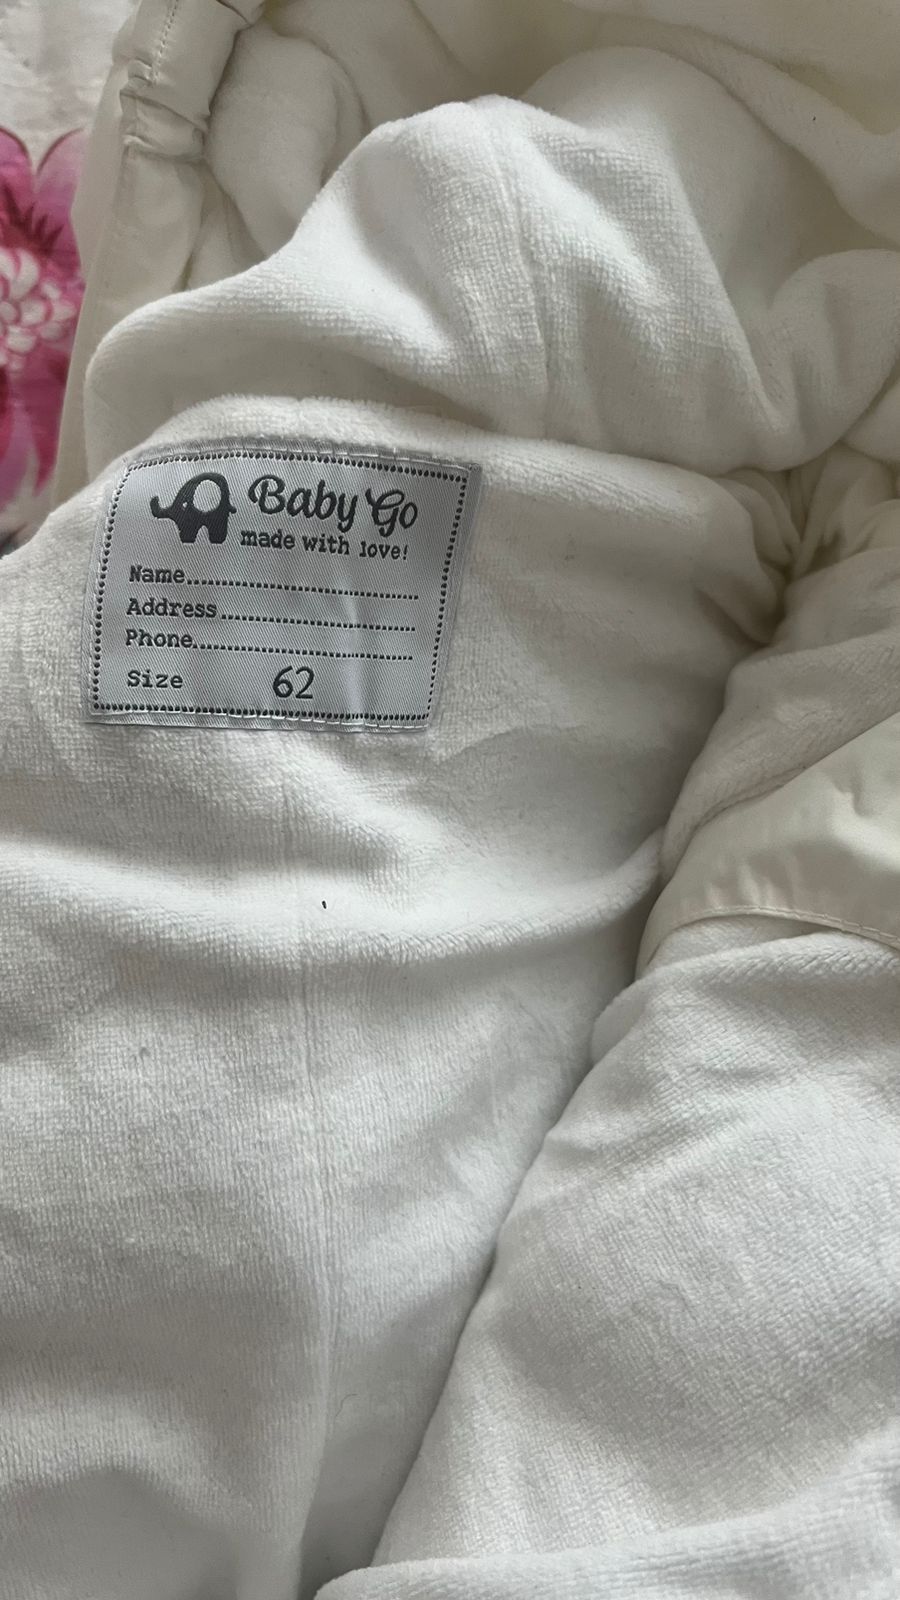 Baby Go
made with love!
Name........................................
Address........................................
Phone........................................
Size 62